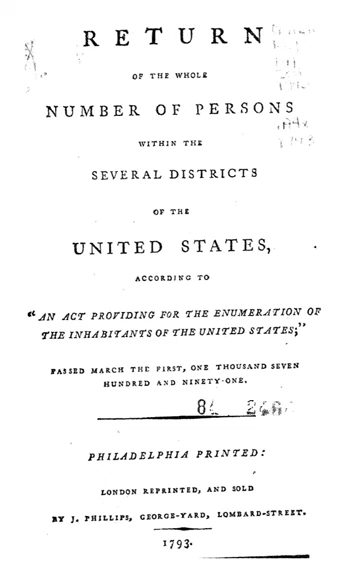 RETURN
OF THE WHOLE
NUMBER OF PERSONS
WITHIN THE
SEVERAL DISTRICTS
OF THE
UNITED STATES,
ACCORDING TO
"AN ACT PROVIDING FOR THE ENUMERATION OF
THE INHABITANTS OF THE UNITED STATES;"
PASSED MARCH THE FIRST, ONE THOUSAND SEVEN
HUNDRED AND NINETY-ONE.
PHILADELPHIA PRINTED:
LONDON REPRINTED, AND SOLD
BY J. PHILLIPS, GEORGE-YARD, LOMBARD-STREET.
1793.